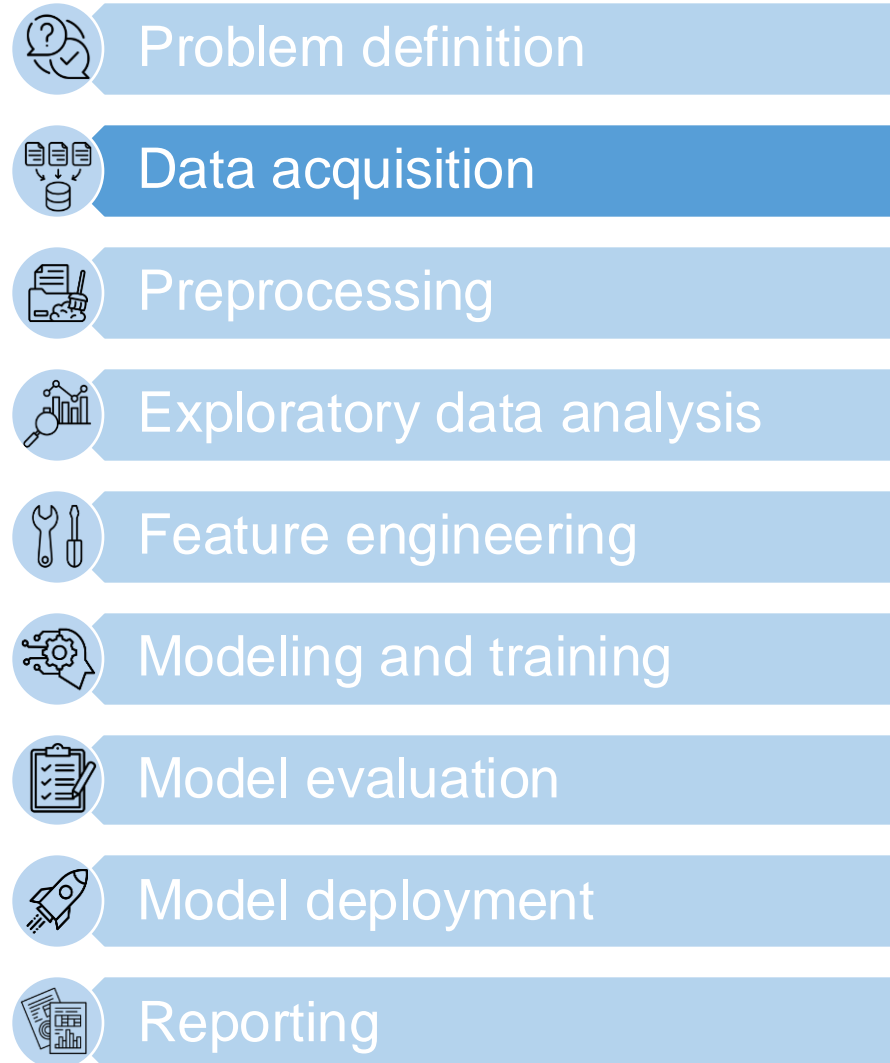 Problem definition
Data acquisition
Preprocessing
Exploratory data analysis
Feature engineering
Modeling and training
Model evaluation
Model deployment
Reporting